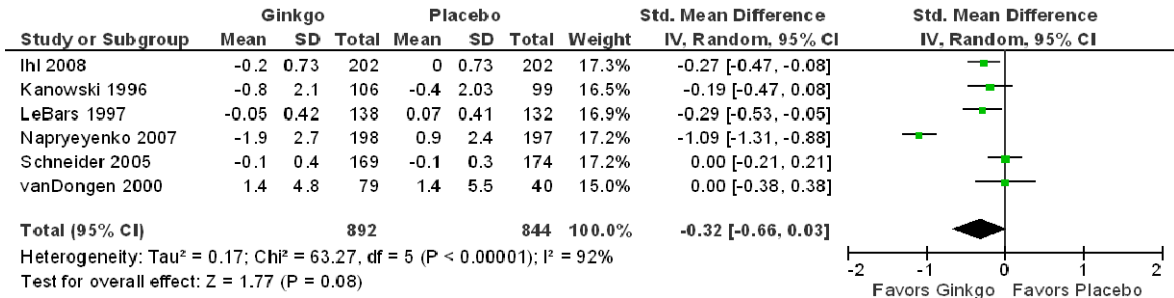 Ginkgo Placebo Std. Mean Difference Std. Mean Difference
Study or Subgroup Mean SD Total Mean SD Total Weight IV, Random, 95% CI IV, Random, 95% CI
Ihl 2008 -0.2 0.73 202 0 0.73 202 17.3% -0.27 [-0.47, -0.08]
Kanowski 1996 -0.8 2.1 106 -0.4 2.03 99 16.5% -0.19 [-0.47, 0.08]
LeBars 1997 -0.05 0.42 138 0.07 0.41 132 16.9% -0.29 [-0.53, -0.05]
Napryeyenko 2007 -1.9 2.7 198 0.9 2.4 197 17.2% -1.09 [-1.31, -0.88]
Schneider 2005 -0.1 0.4 169 -0.1 0.3 174 17.2% 0.00 [-0.21, 0.21]
vanDongen 2000 1.4 4.8 79 1.4 5.5 40 15.0% 0.00 [-0.38, 0.38]
Total (95% CI) 892 844 100.0% -0.32 [-0.66, 0.03]
Heterogeneity: Tau² = 0.17; Chi² = 63.27, df = 5 (P < 0.00001); I² = 92%
Test for overall effect: Z = 1.77 (P = 0.08)
-2 -1 0 1 2
Favors Ginkgo Favors Placebo